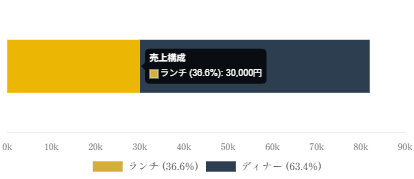 売上構成
ランチ (36.6%): 30,000円
0k 10k 20k 30k 40k 50k 60k 70k 80k 90k
ランチ (36.6%) ディナー (63.4%)